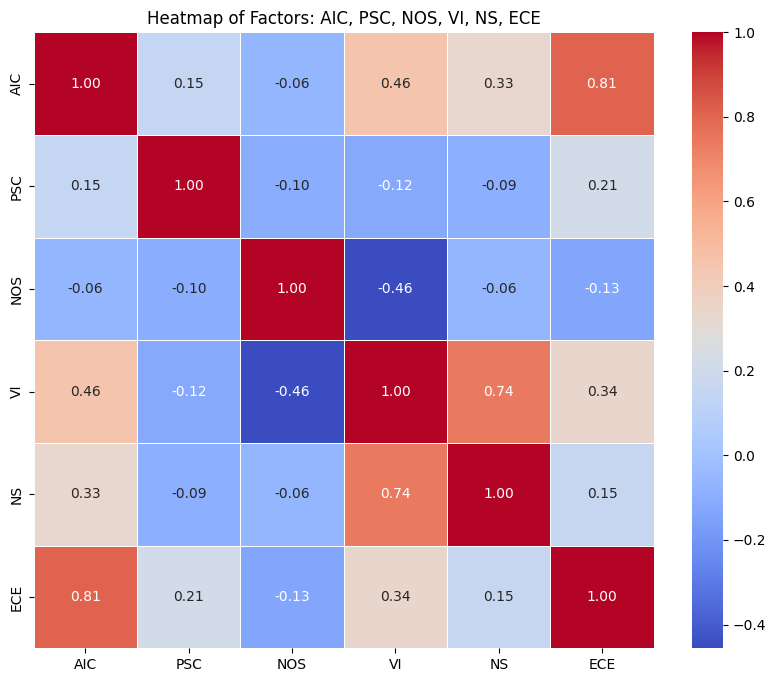 Heatmap of Factors: AIC, PSC, NOS, VI, NS, ECE
AIC 1.00 0.15 -0.06 0.46 0.33 0.81
PSC 0.15 1.00 -0.10 -0.12 -0.09 0.21
NOS -0.06 -0.10 1.00 -0.46 -0.06 -0.13
VI 0.46 -0.12 -0.46 1.00 0.74 0.34
NS 0.33 -0.09 -0.06 0.74 1.00 0.15
ECE 0.81 0.21 -0.13 0.34 0.15 1.00
AIC PSC NOS VI NS ECE
1.0
0.8
0.6
0.4
0.2
0.0
−0.2
−0.4